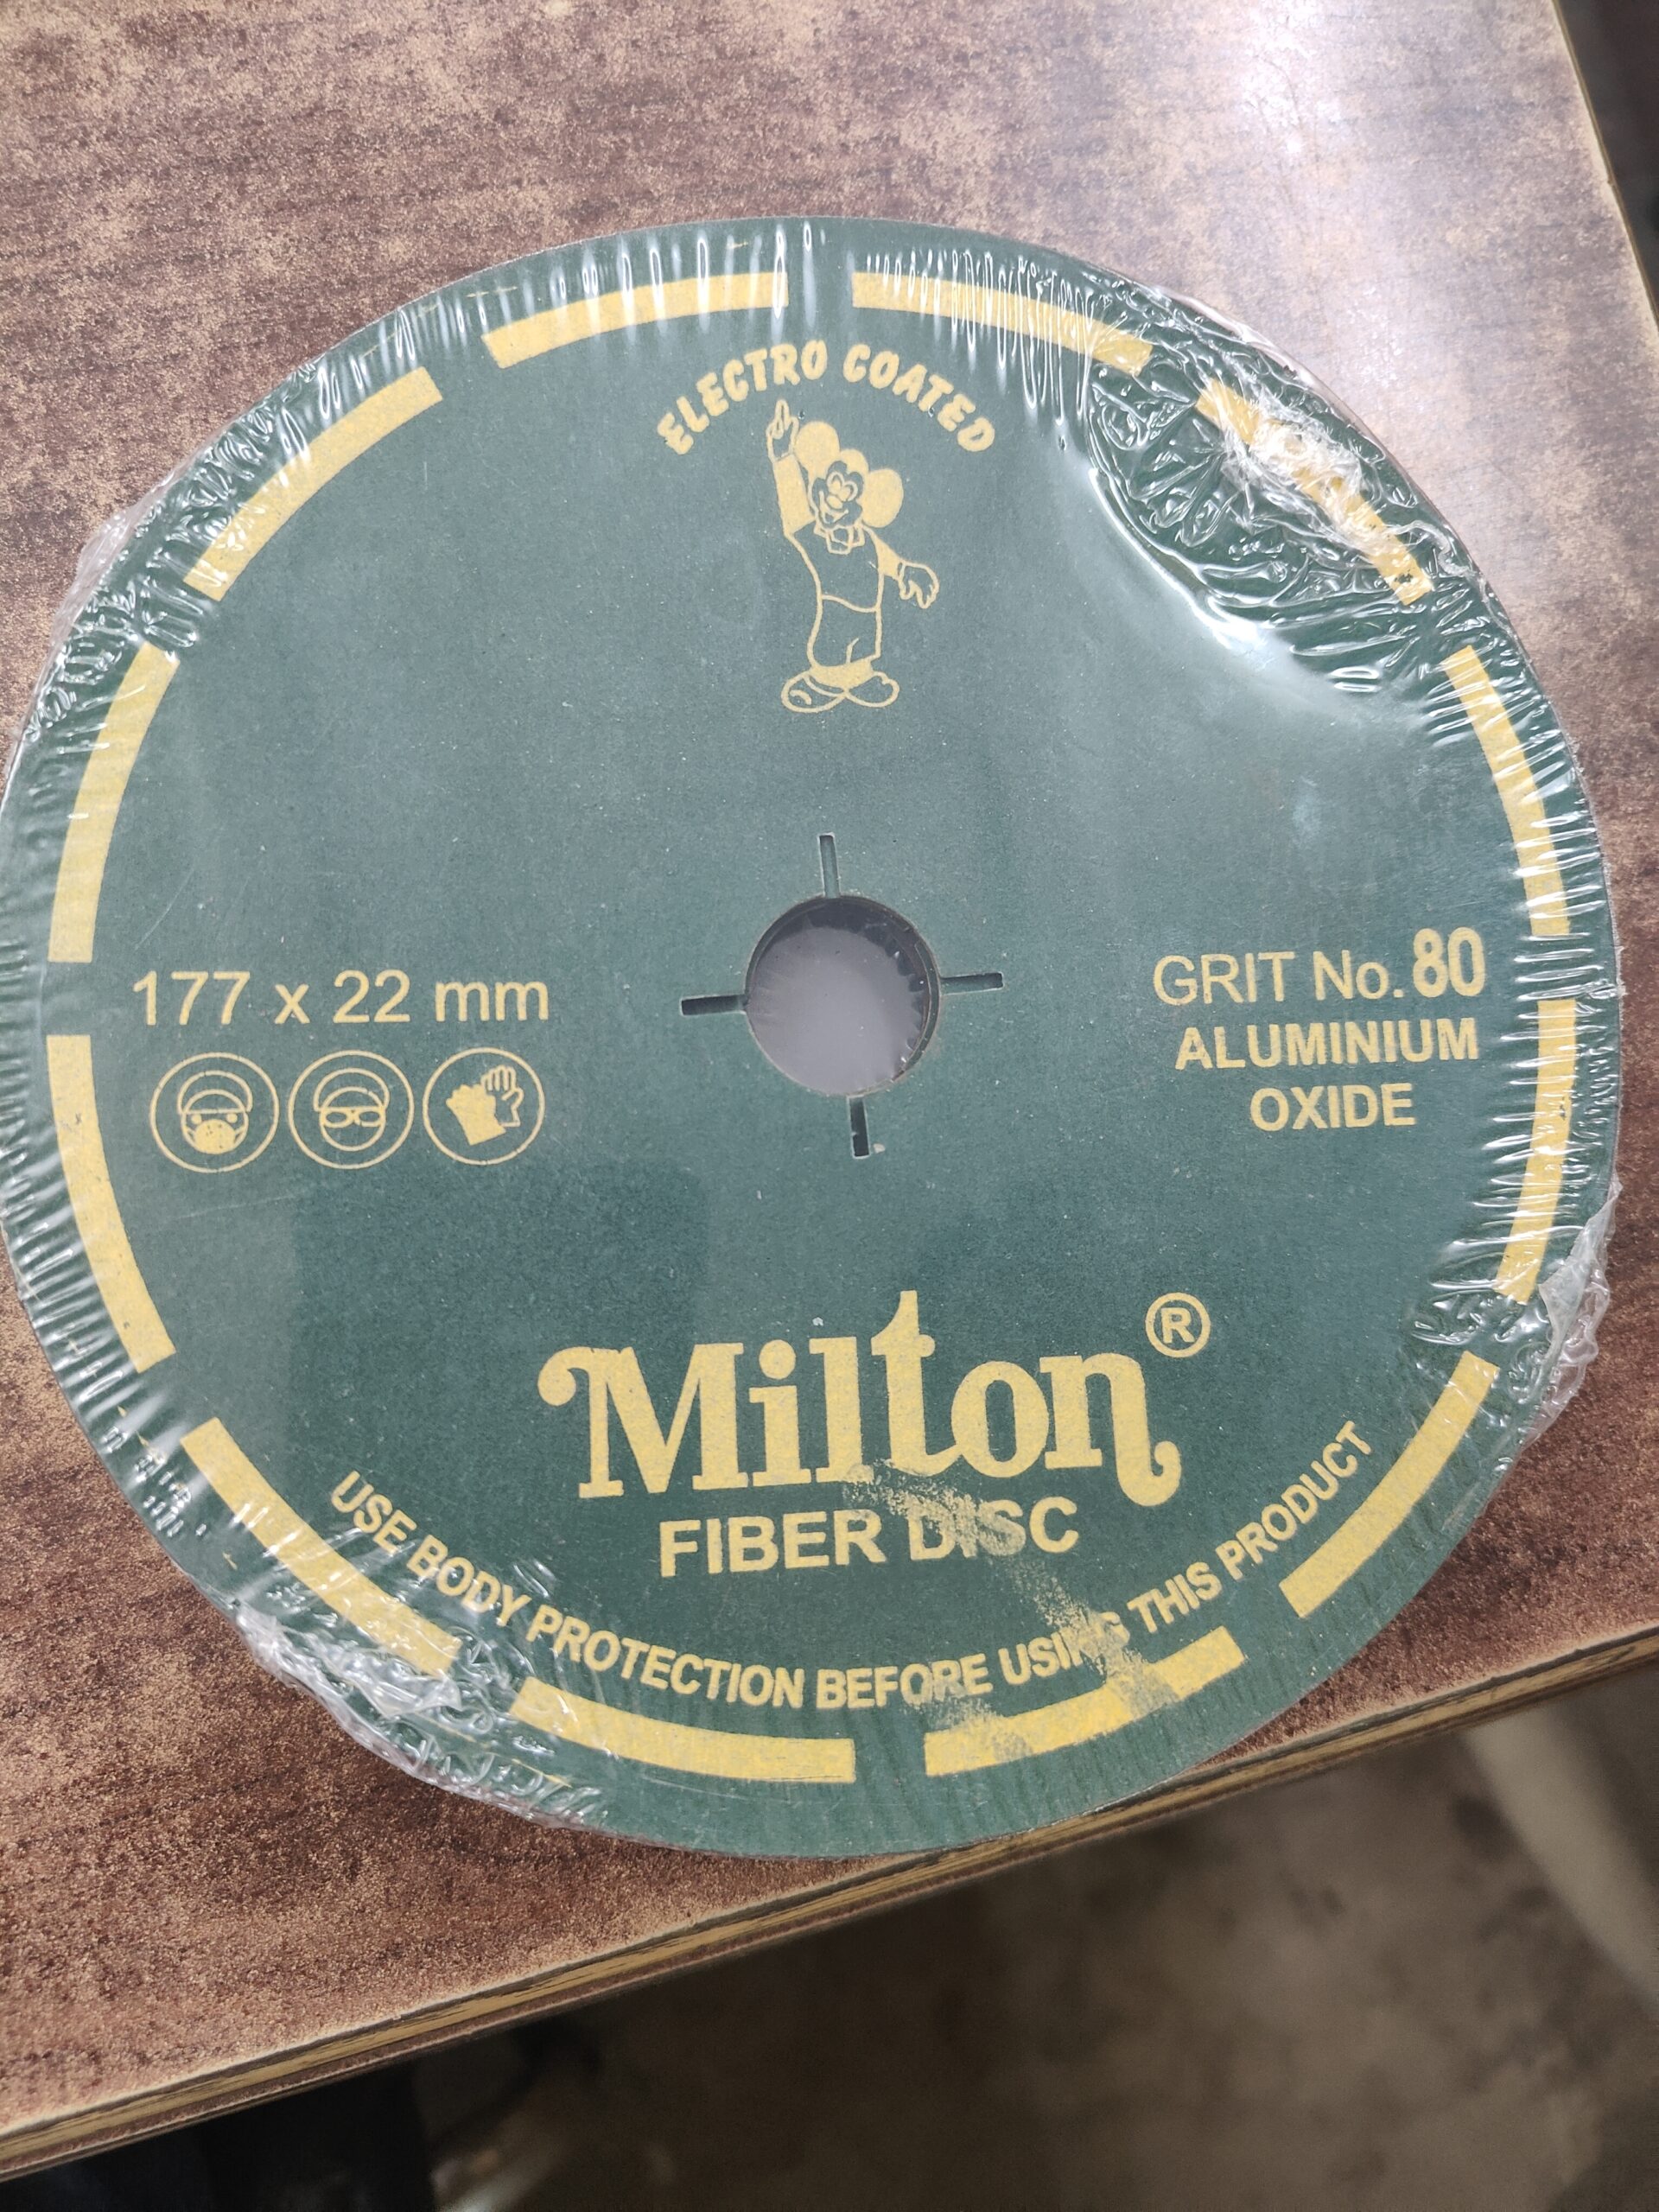 ELECTRO COATED
177 x 22 mm
GRIT No. 80
ALUMINIUM
OXIDE
Milton®
FIBER DISC
USE BODY PROTECTION BEFORE USING THIS PRODUCT